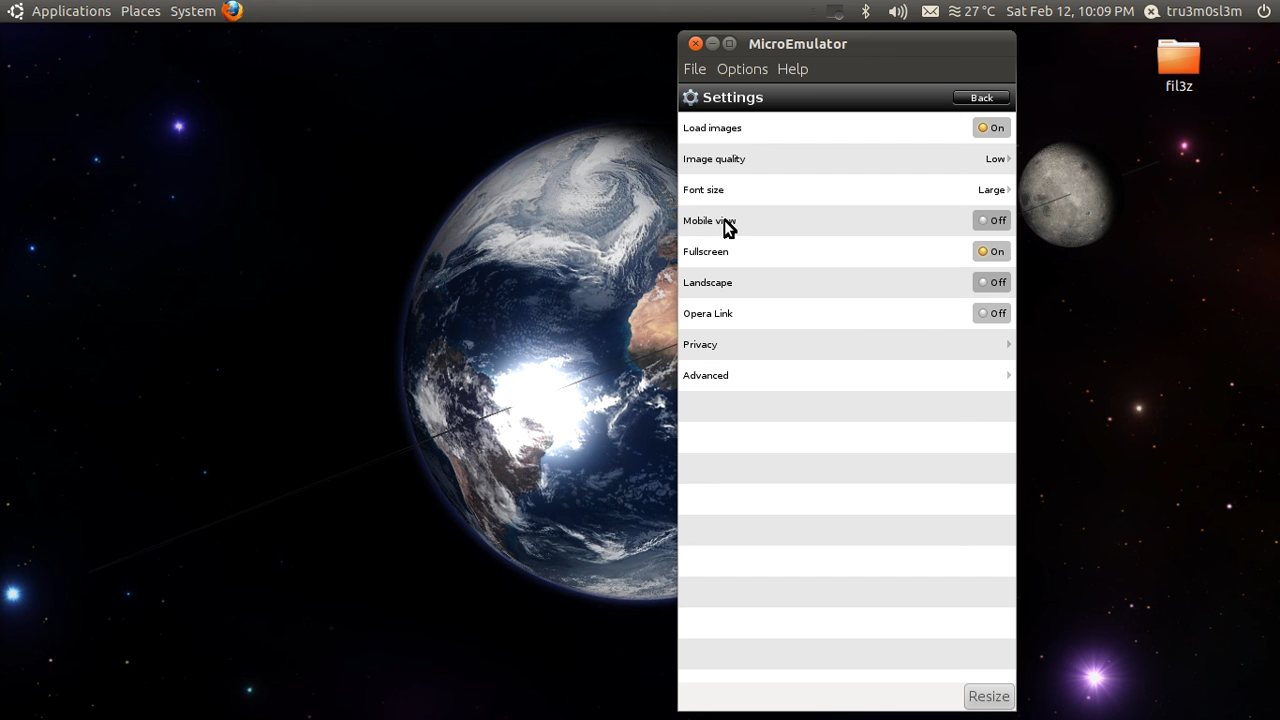 Applications Places System 27 °C Sat Feb 12, 10:09 PM tru3m0sl3m
MicroEmulator
File Options Help
fil3z
Settings Back
Load images On
Image quality Low
Font size Large
Mobile view Off
Fullscreen On
Landscape Off
Opera Link Off
Privacy
Advanced
Resize